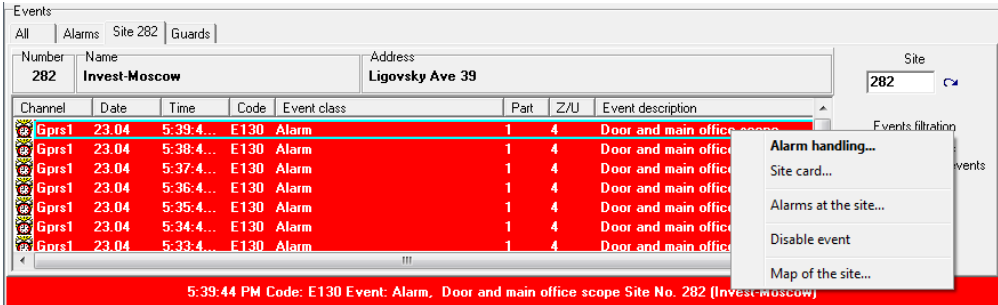 Events
All Alarms Site 282 Guards
Number Name Address Site
282 Invest-Moscow Ligovsky Ave 39 282
Channel Date Time Code Event class Part Z/U Event description
Events filtration
Gprs1 23.04 5:39:4... E130 Alarm 1 4 Door and main office scope
Alarm handling...
Gprs1 23.04 5:38:4... E130 Alarm 1 4 Door and main office
vents
Gprs1 23.04 5:37:4... E130 Alarm 1 4 Door and main office
Site card...
Gprs1 23.04 5:36:4... E130 Alarm 1 4 Door and main office
Gprs1 23.04 5:35:4... E130 Alarm 1 4 Door and main office
Alarms at the site...
Gprs1 23.04 5:34:4... E130 Alarm 1 4 Door and main office
Disable event
Gprs1 23.04 5:33:4... E130 Alarm 1 4 Door and main office
Map of the site...
5:39:44 PM Code: E130 Event: Alarm, Door and main office scope Site No. 282 (Invest-Moscow)